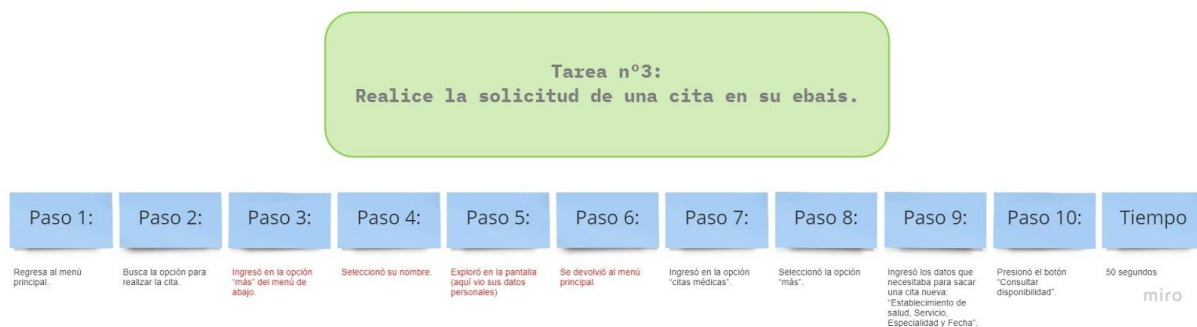 Tarea nº3:
Realice la solicitud de una cita en su ebais.
Paso 1:
Paso 2:
Paso 3:
Paso 4:
Paso 5:
Paso 6:
Paso 7:
Paso 8:
Paso 9:
Paso 10:
Tiempo
Regresa al menú
principal.
Busca la opción para
realizar la cita.
Ingresó en la opción
"más" del menú de
abajo.
Seleccionó su nombre.
Exploró en la pantalla
(aquí vio sus datos
personales)
Se devolvió al menú
principal.
Ingresó en la opción
"citas médicas".
Seleccionó la opción
"más".
Ingresó los datos que
necesitaba para sacar
una cita nueva:
"Establecimiento de
salud, Servicio,
Especialidad y Fecha".
Presionó el botón
"Consultar
disponibilidad".
50 segundos
miro